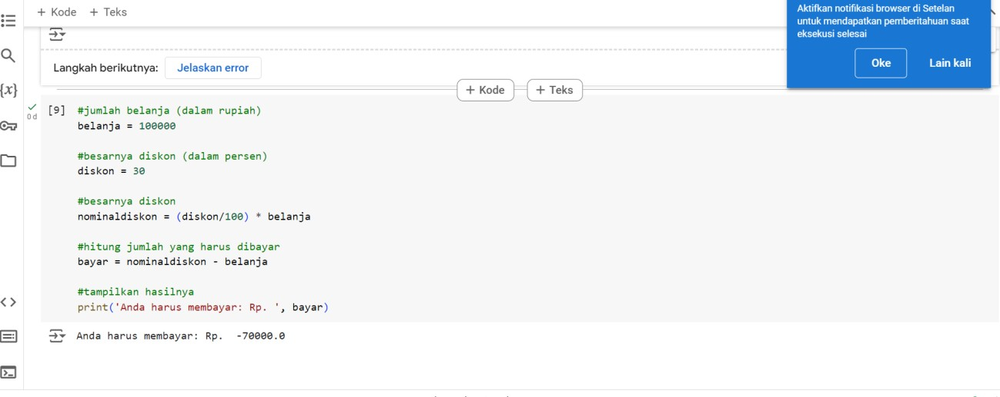 + Kode + Teks
Aktifkan notifikasi browser di Setelan
untuk mendapatkan pemberitahuan saat
eksekusi selesai
Oke Lain kali
Langkah berikutnya: Jelaskan error
+ Kode + Teks
{x}
0 d
[9] #jumlah belanja (dalam rupiah)
belanja = 100000
#besarnya diskon (dalam persen)
diskon = 30
#besarnya diskon
nominaldiskon = (diskon/100) * belanja
#hitung jumlah yang harus dibayar
bayar = nominaldiskon - belanja
#tampilkan hasilnya
print('Anda harus membayar: Rp. ', bayar)
Anda harus membayar: Rp.  -70000.0